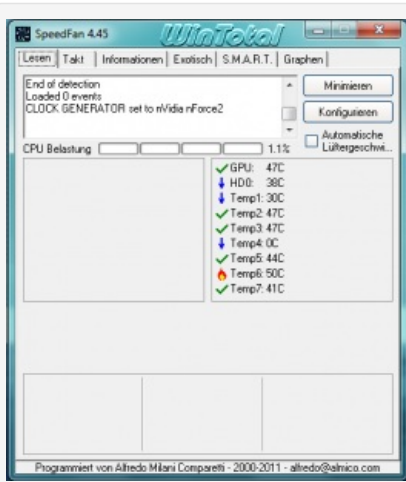 SpeedFan 4.45
WinTotal
Lesen Takt Informationen Exotisch S.M.A.R.T. Graphen
End of detection
Loaded 0 events
CLOCK GENERATOR set to nVidia nForce2
Minimieren
Konfigurieren
Automatische
Lüftergeschwi...
CPU Belastung 1.1%
GPU: 47C
HD0: 38C
Temp1: 30C
Temp2: 47C
Temp3: 47C
Temp4: 0C
Temp5: 44C
Temp6: 50C
Temp7: 41C
Programmiert von Alfredo Milani Comparetti - 2000-2011 - alfredo@almico.com